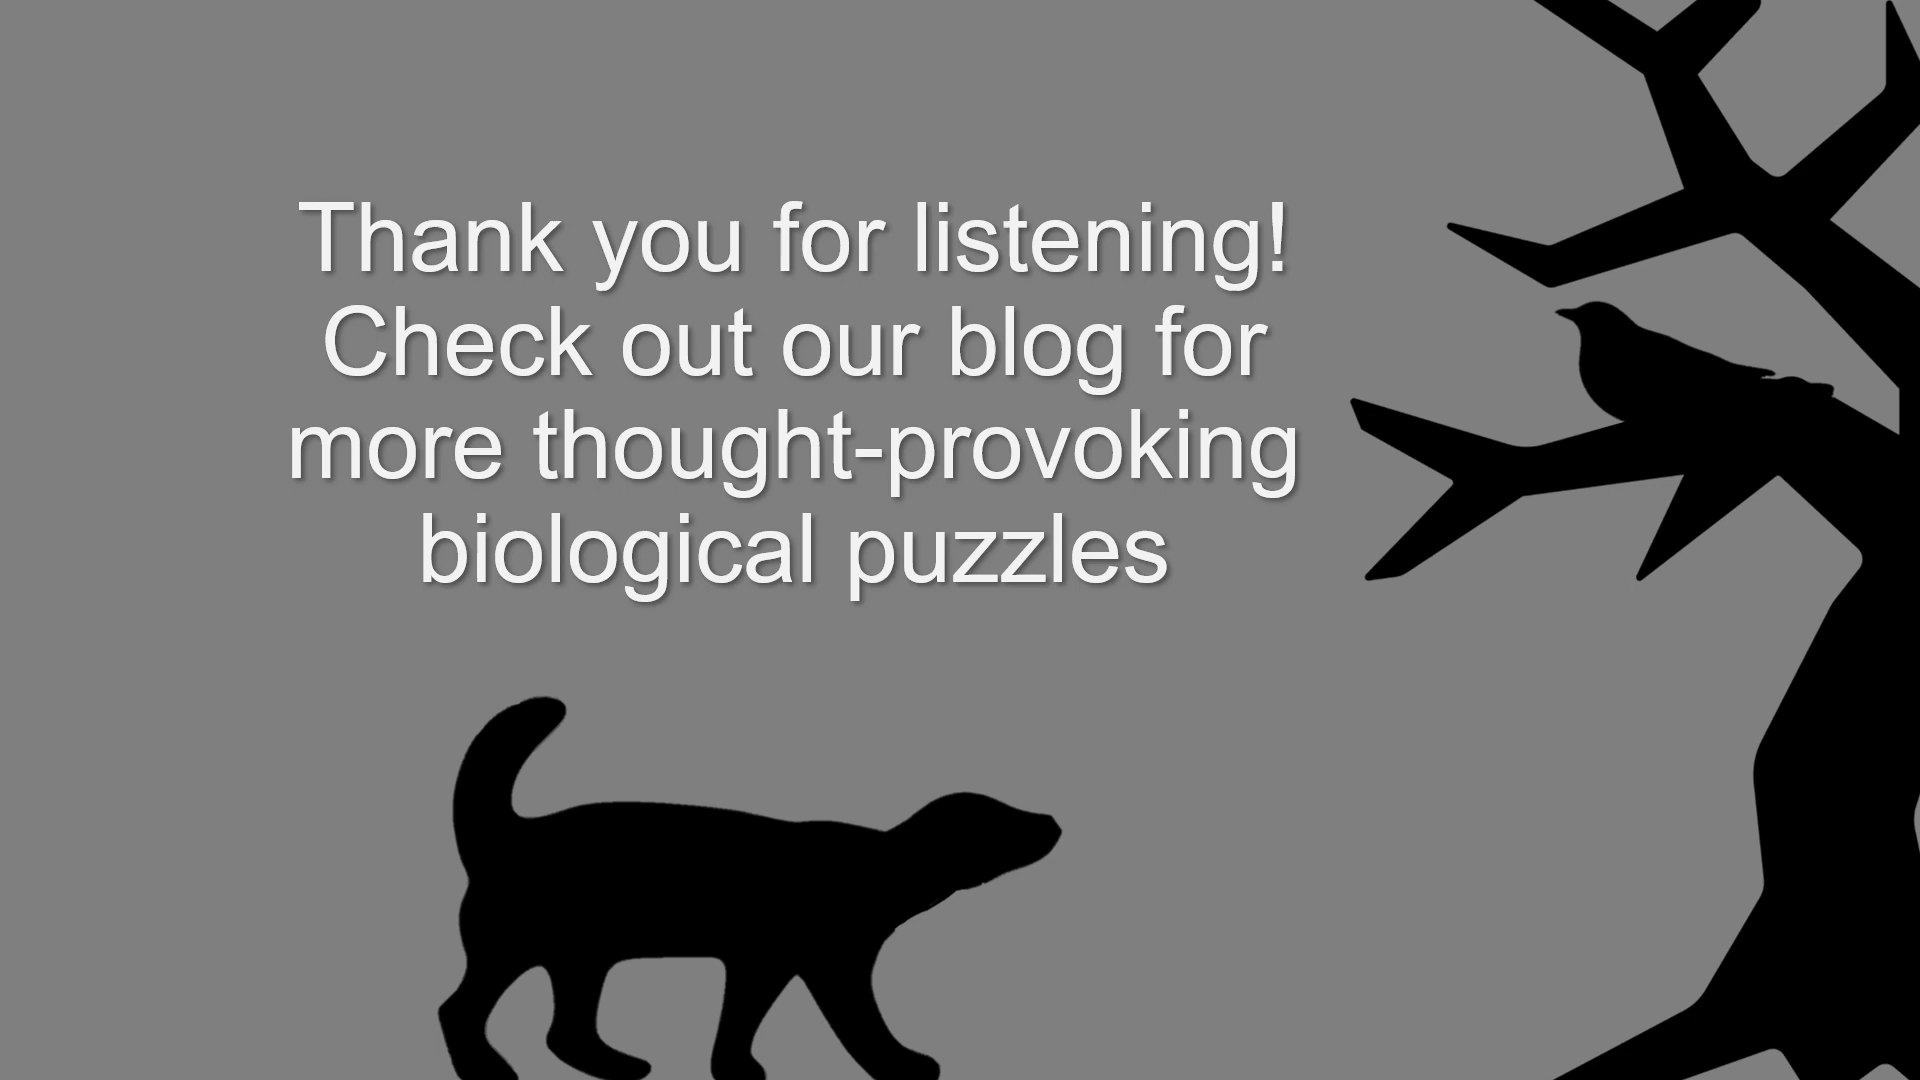 Thank you for listening!
Check out our blog for
more thought-provoking
biological puzzles